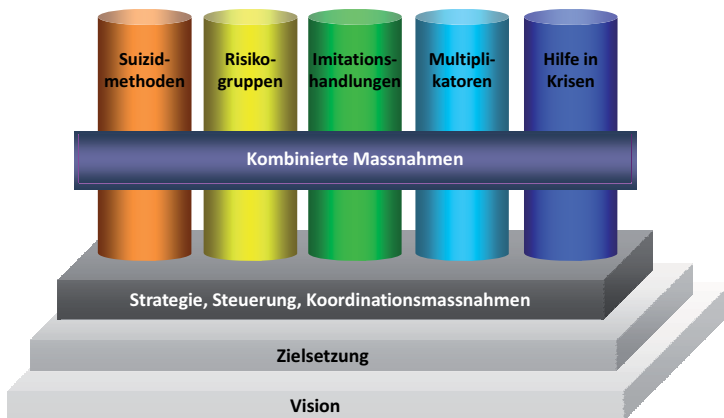 Suizid-
methoden
Risiko-
gruppen
Imitations-
handlungen
Multipli-
katoren
Hilfe in
Krisen
Kombinierte Massnahmen
Strategie, Steuerung, Koordinationsmassnahmen
Zielsetzung
Vision